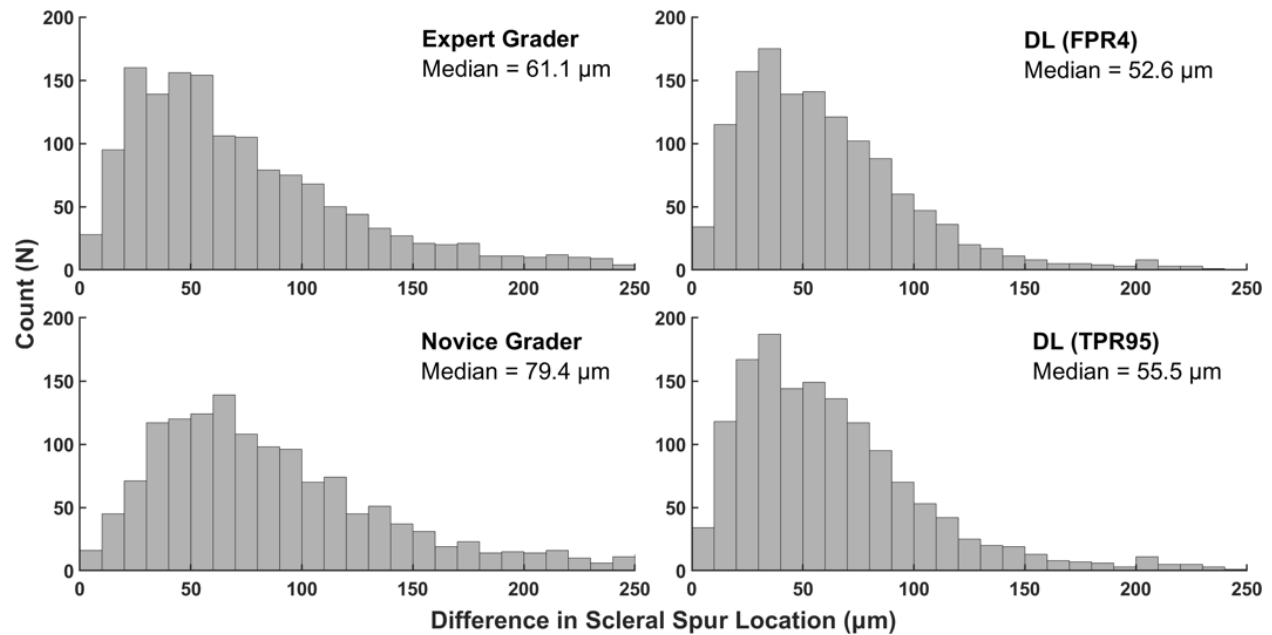 200
150
100
50
0
0 50 100 150 200 250
Expert Grader
Median = 61.1 µm
200
150
100
50
0
0 50 100 150 200 250
DL (FPR4)
Median = 52.6 µm
Count (N)
200
150
100
50
0
0 50 100 150 200 250
Novice Grader
Median = 79.4 µm
200
150
100
50
0
0 50 100 150 200 250
DL (TPR95)
Median = 55.5 µm
Difference in Scleral Spur Location (µm)